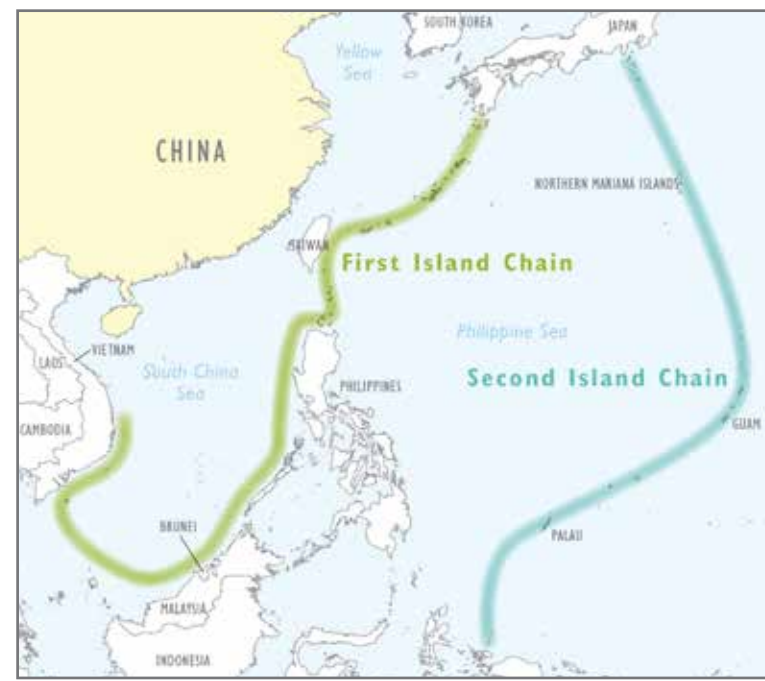 SOUTH KOREA
JAPAN
Yellow
Sea
CHINA
NORTHERN MARIANA ISLANDS
TAIWAN
First Island Chain
Philippine Sea
VIETNAM
LAOS
South China
Sea
Second Island Chain
PHILIPPINES
CAMBODIA
GUAM
BRUNEI
PALAU
MALAYSIA
INDONESIA